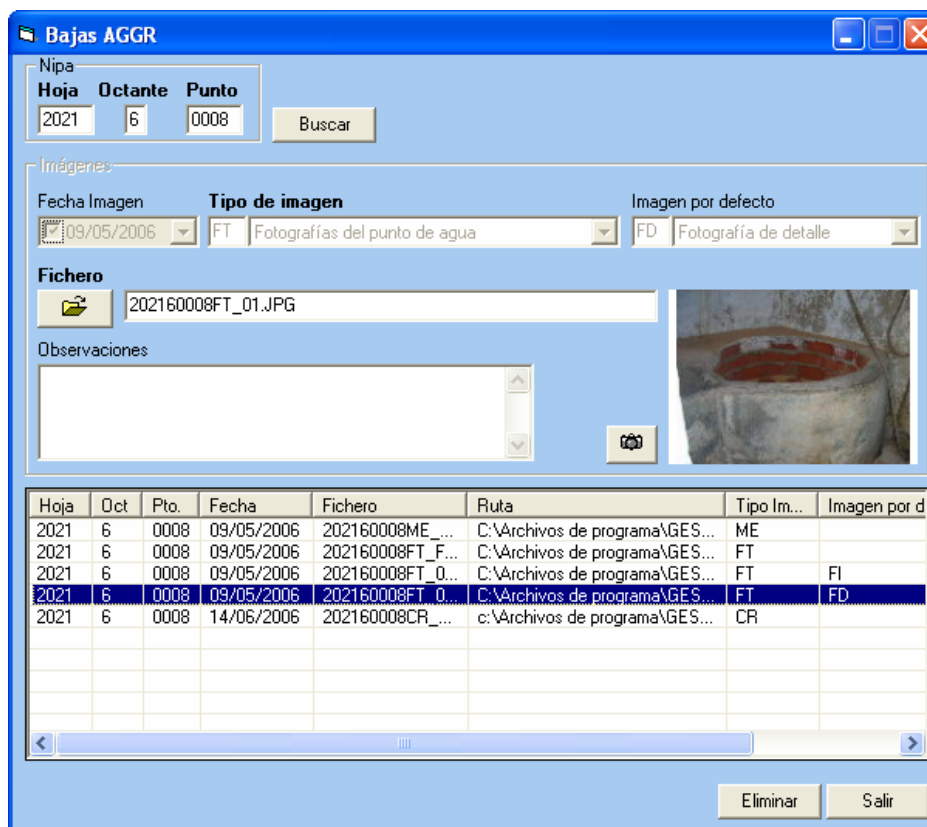 Bajas AGGR
Nipa
Hoja Octante Punto
2021 6 0008 Buscar
Imágenes
Fecha Imagen Tipo de imagen Imagen por defecto
09/05/2006 FT Fotografías del punto de agua FD Fotografía de detalle
Fichero
202160008FT_01.JPG
Observaciones
Hoja Oct Pto. Fecha Fichero Ruta Tipo Im... Imagen por d
2021 6 0008 09/05/2006 202160008ME_... C:\Archivos de programa\GES... ME
2021 6 0008 09/05/2006 202160008FT_F... C:\Archivos de programa\GES... FT
2021 6 0008 09/05/2006 202160008FT_0... C:\Archivos de programa\GES... FT FI
2021 6 0008 09/05/2006 202160008FT_0... C:\Archivos de programa\GES... FT FD
2021 6 0008 14/06/2006 202160008CR_... c:\Archivos de programa\GES... CR
Eliminar Salir